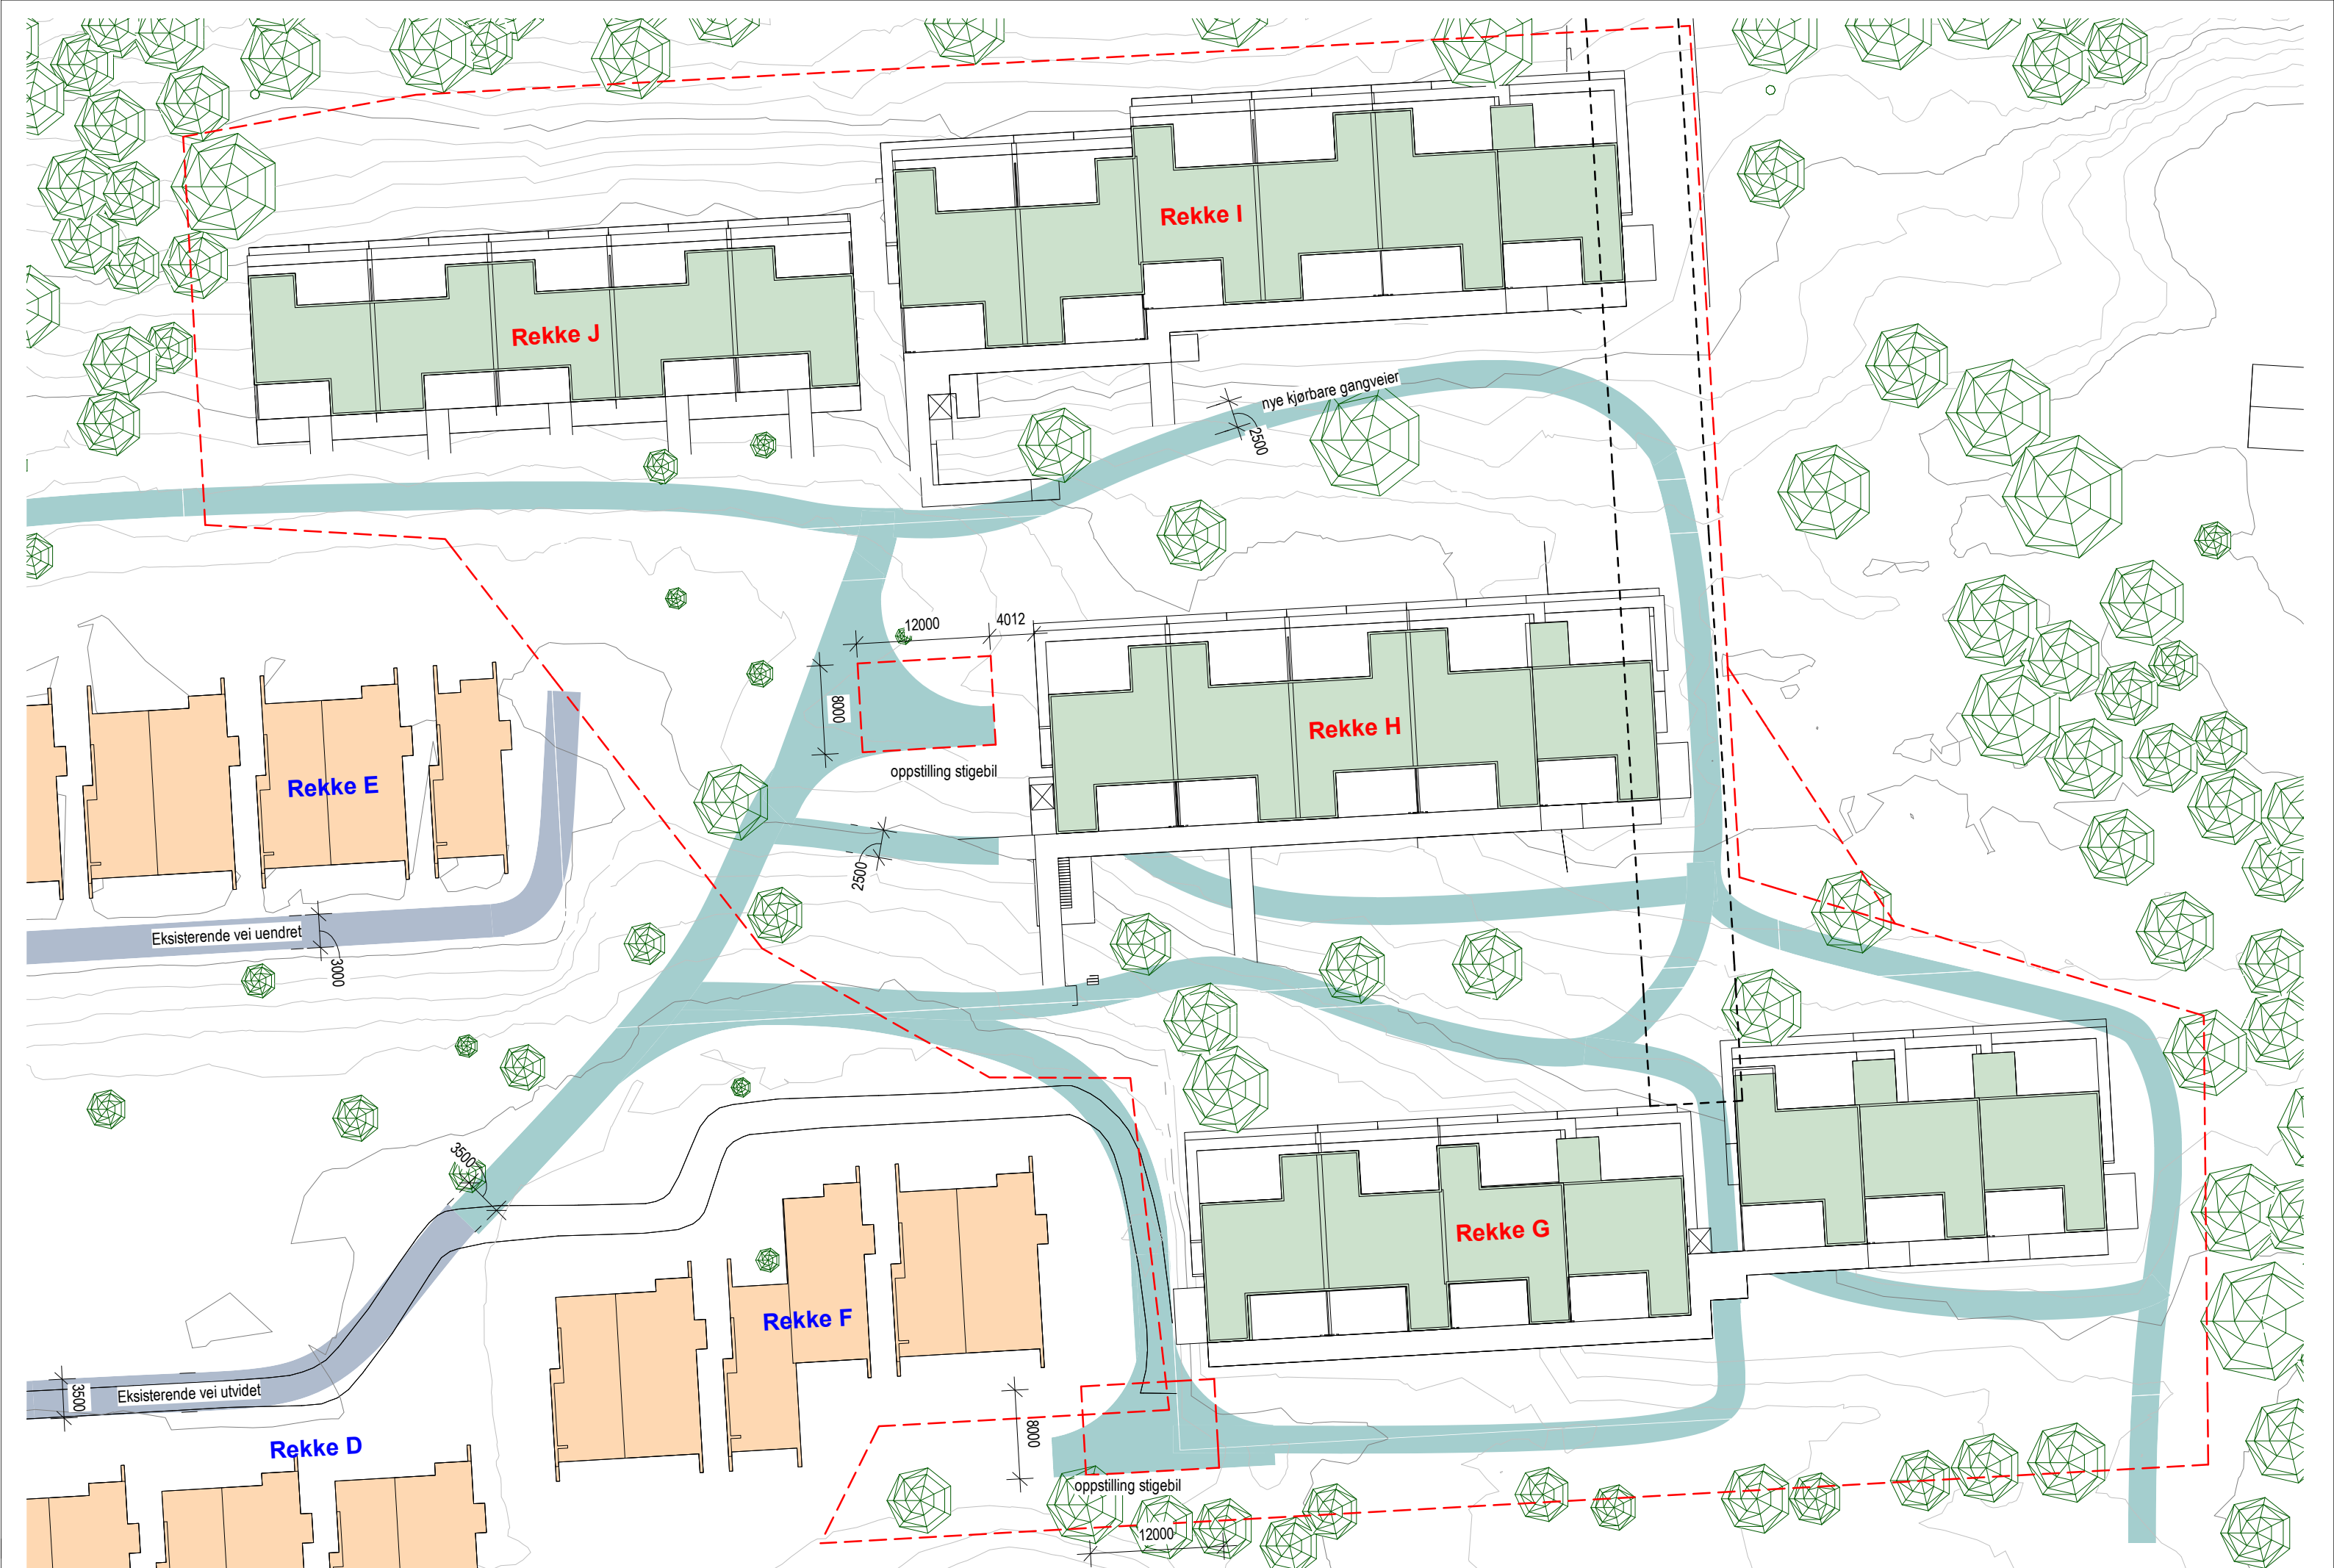 Rekke I
Rekke J
nye kjørbare gangveier
2500
12000
4012
8000
Rekke H
oppstilling stigebil
Rekke E
2500
Eksisterende vei uendret
3000
3500
Rekke G
Rekke F
3500
Eksisterende vei utvidet
8000
Rekke D
oppstilling stigebil
12000